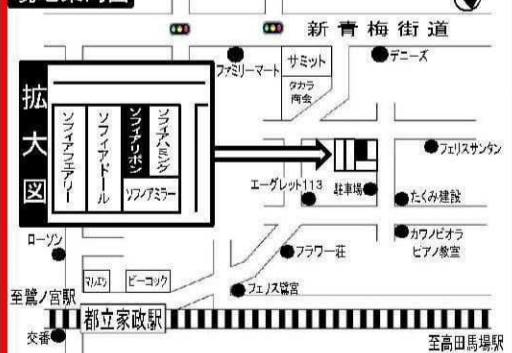 新青梅街道
ファミリーマート
サミット
タカラ
商会
デニーズ
拡大図
ソフィアフェアリー
ソフィアドール
ソフィアリボン
ソフィアハミング
ソフィアミラー
フェリスサンタン
エーグレット113
駐車場
たくみ建設
カワノビオラ
ピアノ教室
ローソン
フラワー荘
マルエツ
ピーコック
フェリス鷺宮
至鷺ノ宮駅
都立家政駅
交番
至高田馬場駅